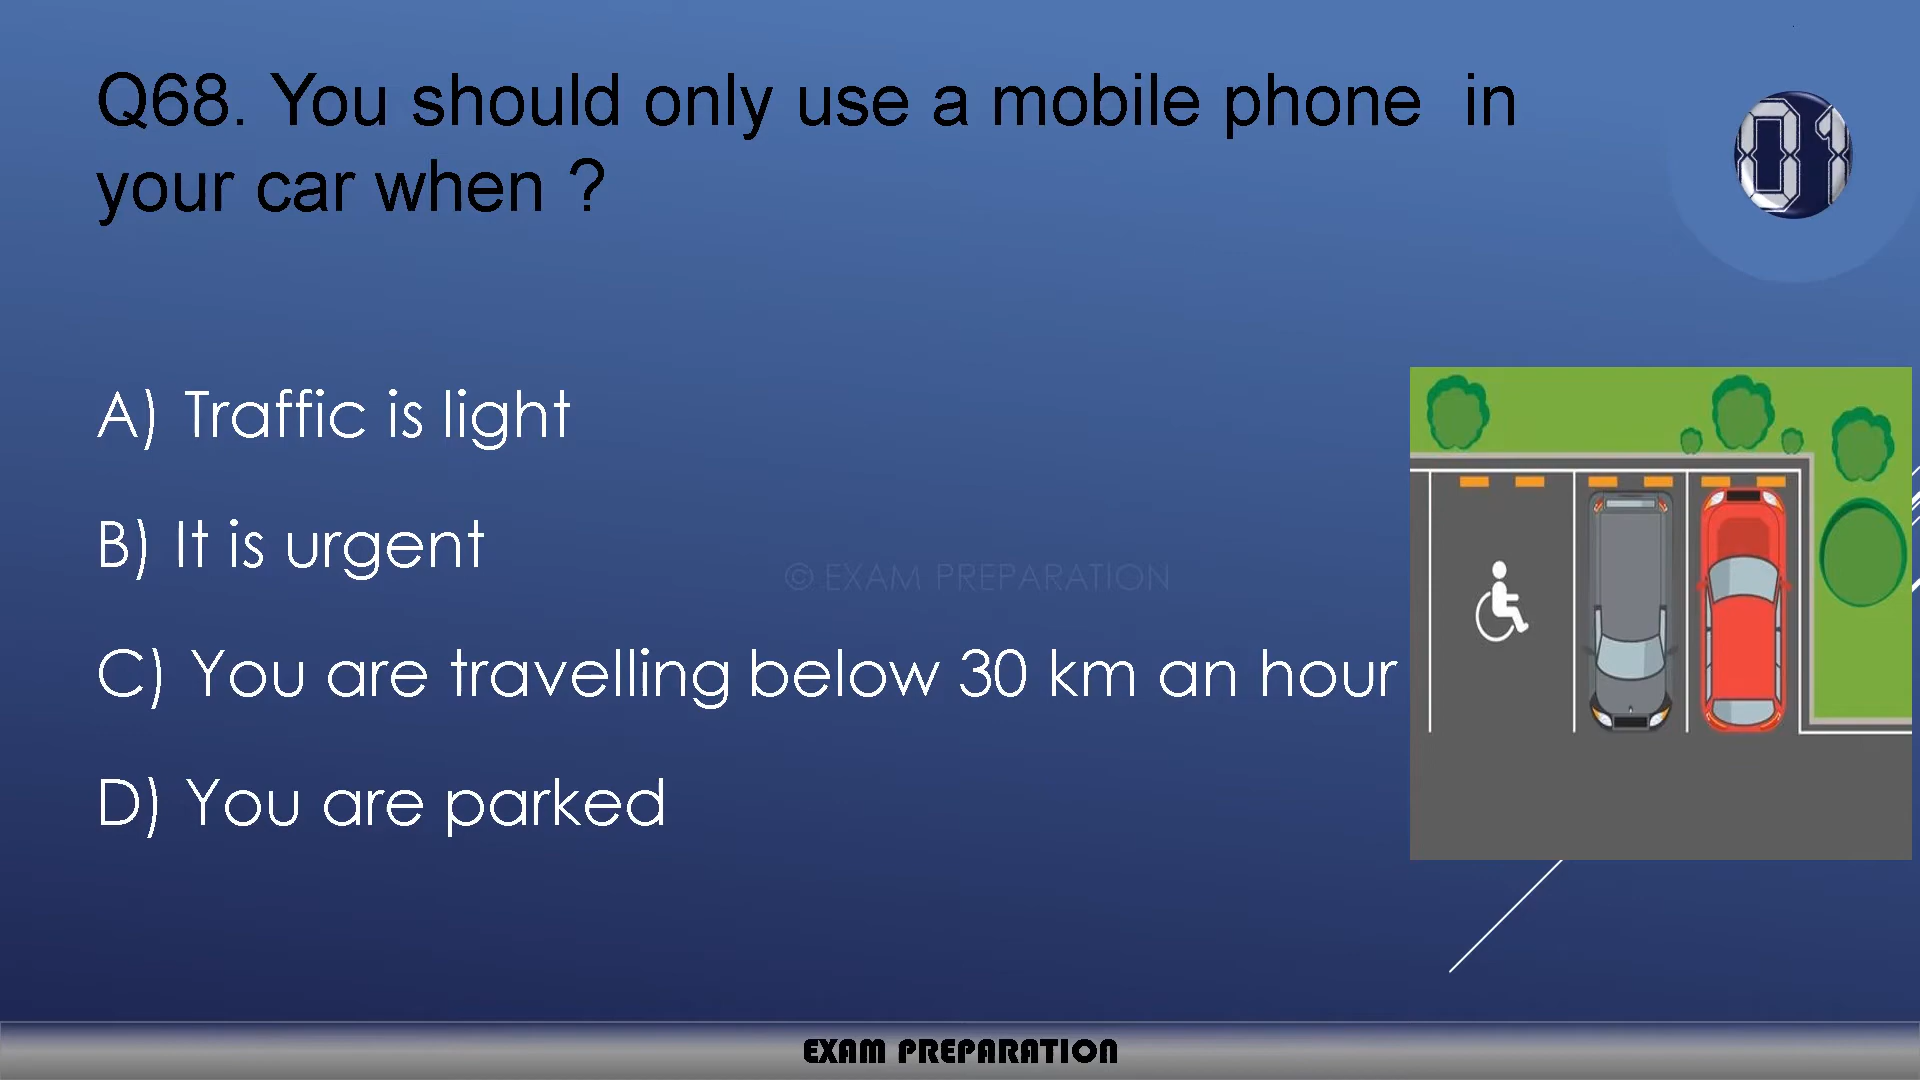 Q68. You should only use a mobile phone  in
your car when ?
01
A) Traffic is light
B) It is urgent
© EXAM PREPARATION
C) You are travelling below 30 km an hour
D) You are parked
EXAM PREPARATION